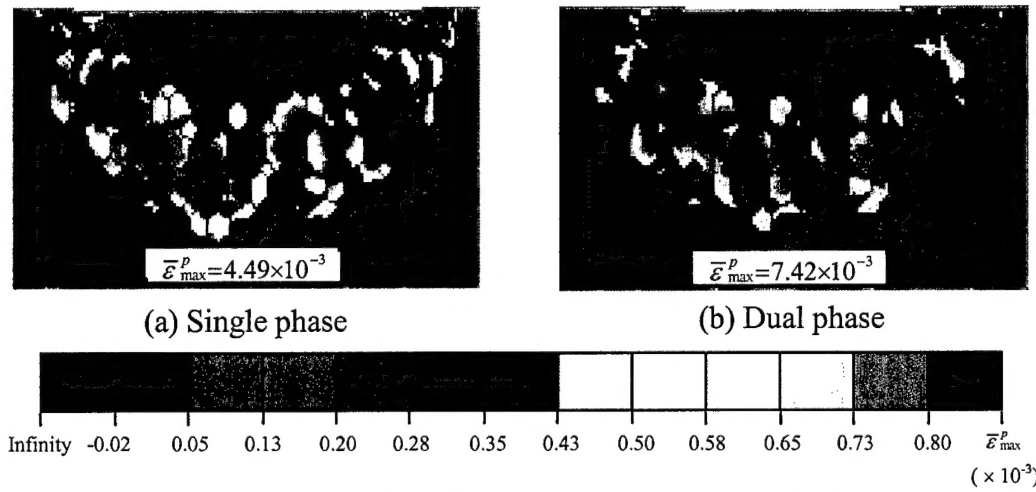 ε̅ᵖmax=4.49×10⁻³
ε̅ᵖmax=7.42×10⁻³
(a) Single phase
(b) Dual phase
Infinity -0.02 0.05 0.13 0.20 0.28 0.35 0.43 0.50 0.58 0.65 0.73 0.80 ε̅ᵖmax
(×10⁻³)